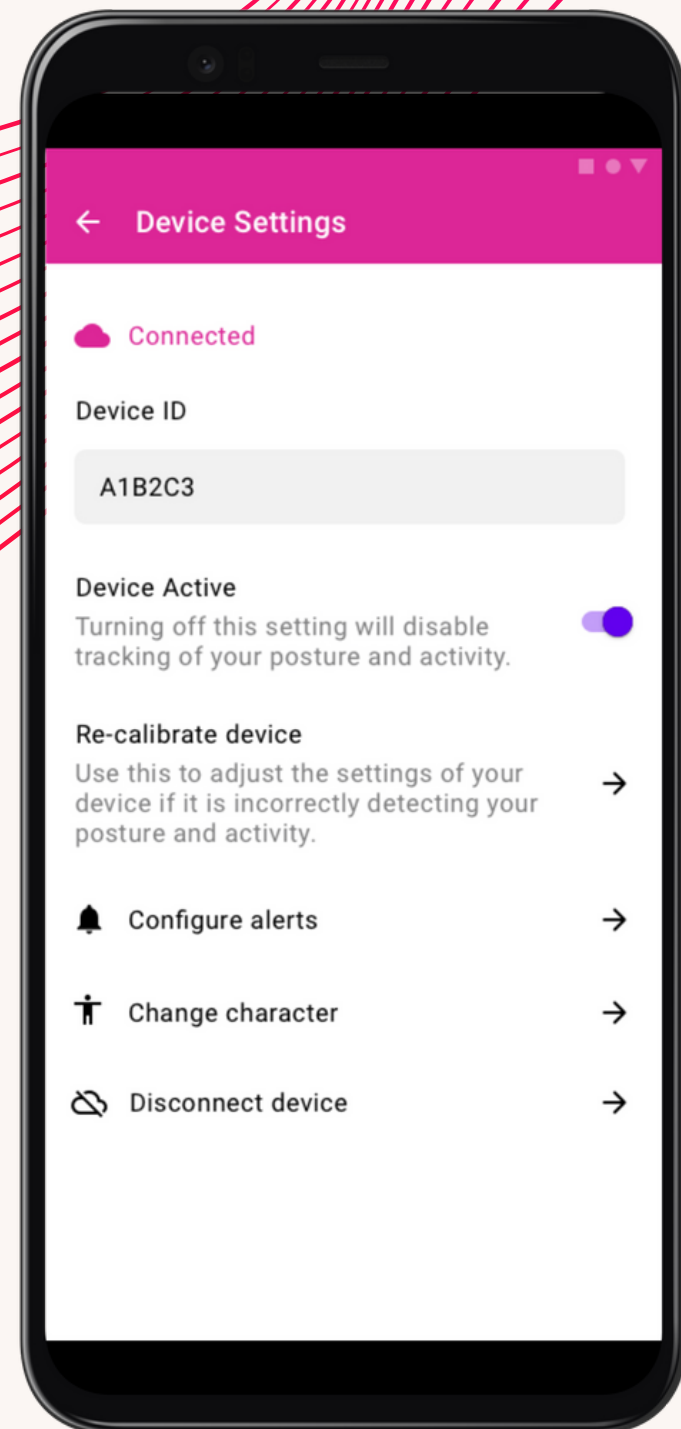 Device Settings
Connected
Device ID
A1B2C3
Device Active
Turning off this setting will disable
tracking of your posture and activity.
Re-calibrate device
Use this to adjust the settings of your
device if it is incorrectly detecting your
posture and activity.
Configure alerts
Change character
Disconnect device